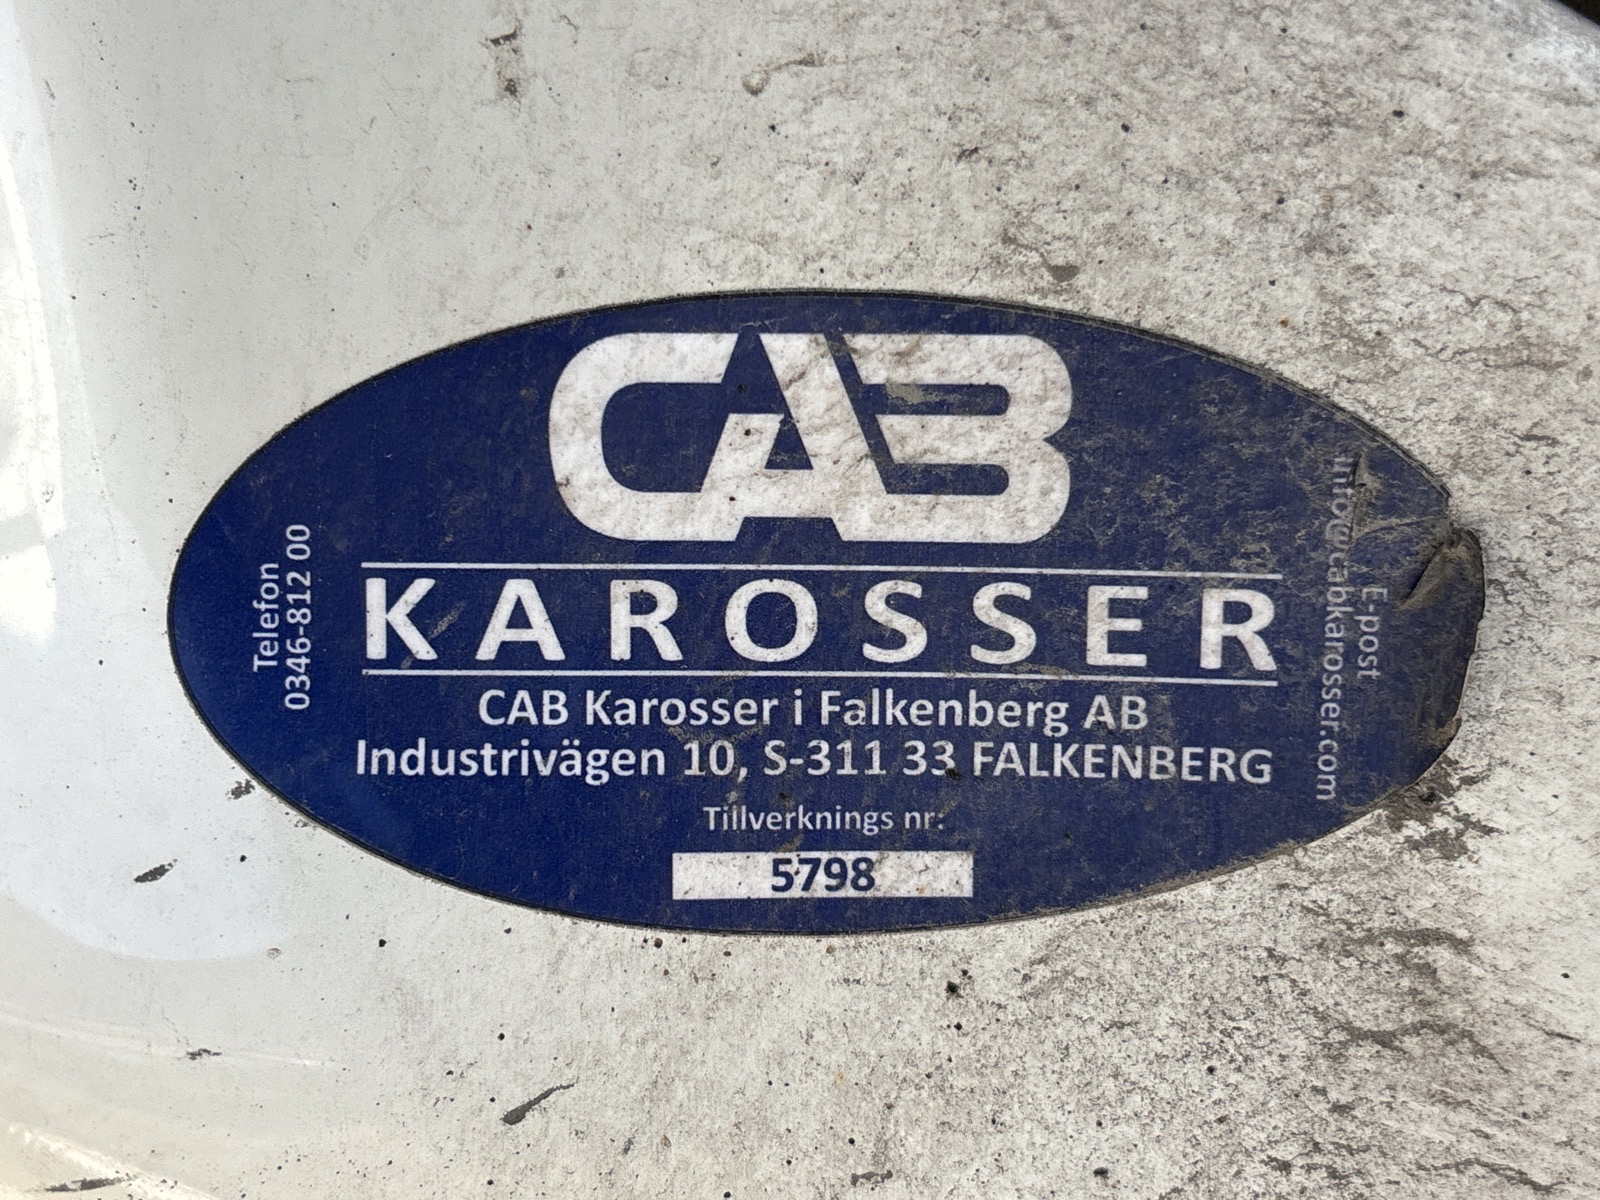 CAB
KAROSSER
CAB Karosser i Falkenberg AB
Industrivägen 10, S-311 33 FALKENBERG
Tillverknings nr:
5798
Telefon
0346-812 00
E-post
info@cabkarosser.com